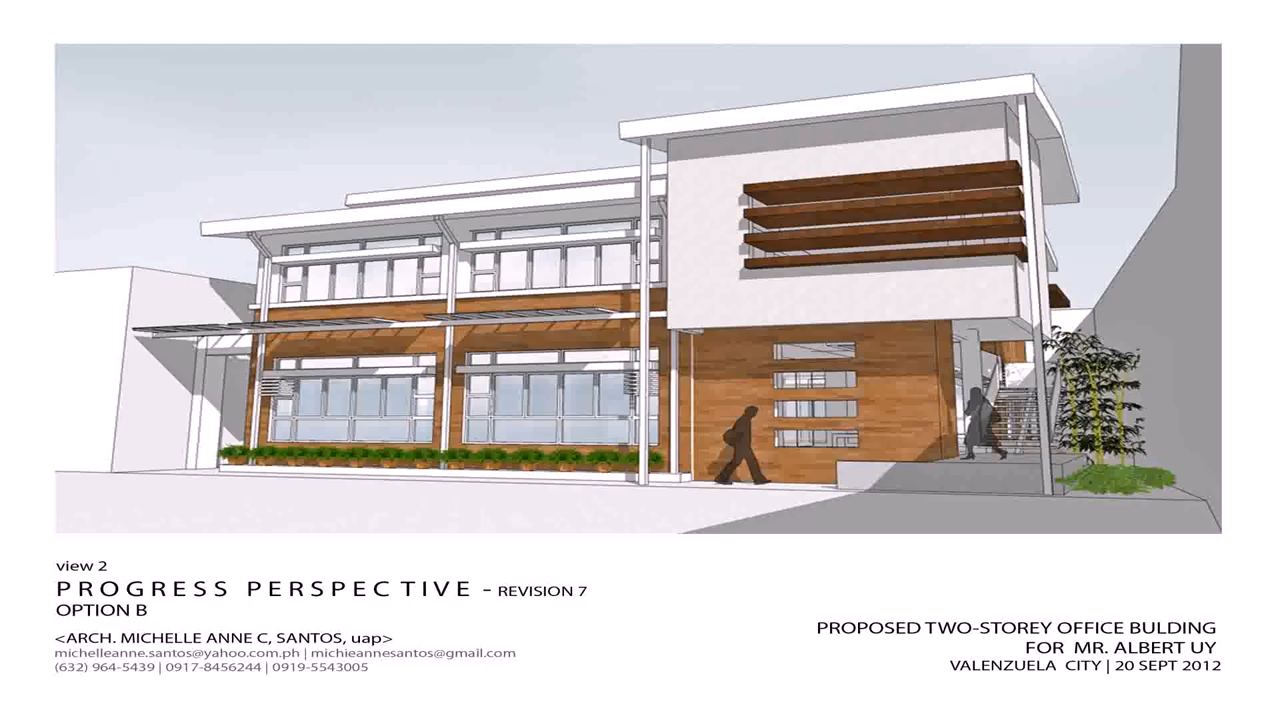 view 2
PROGRESS PERSPECTIVE - REVISION 7
OPTION B
<ARCH. MICHELLE ANNE C, SANTOS, uap>
michelleanne.santos@yahoo.com.ph | michieannesantos@gmail.com
(632) 964-5439 | 0917-8456244 | 0919-5543005
PROPOSED TWO-STOREY OFFICE BULDING
FOR MR. ALBERT UY
VALENZUELA CITY | 20 SEPT 2012